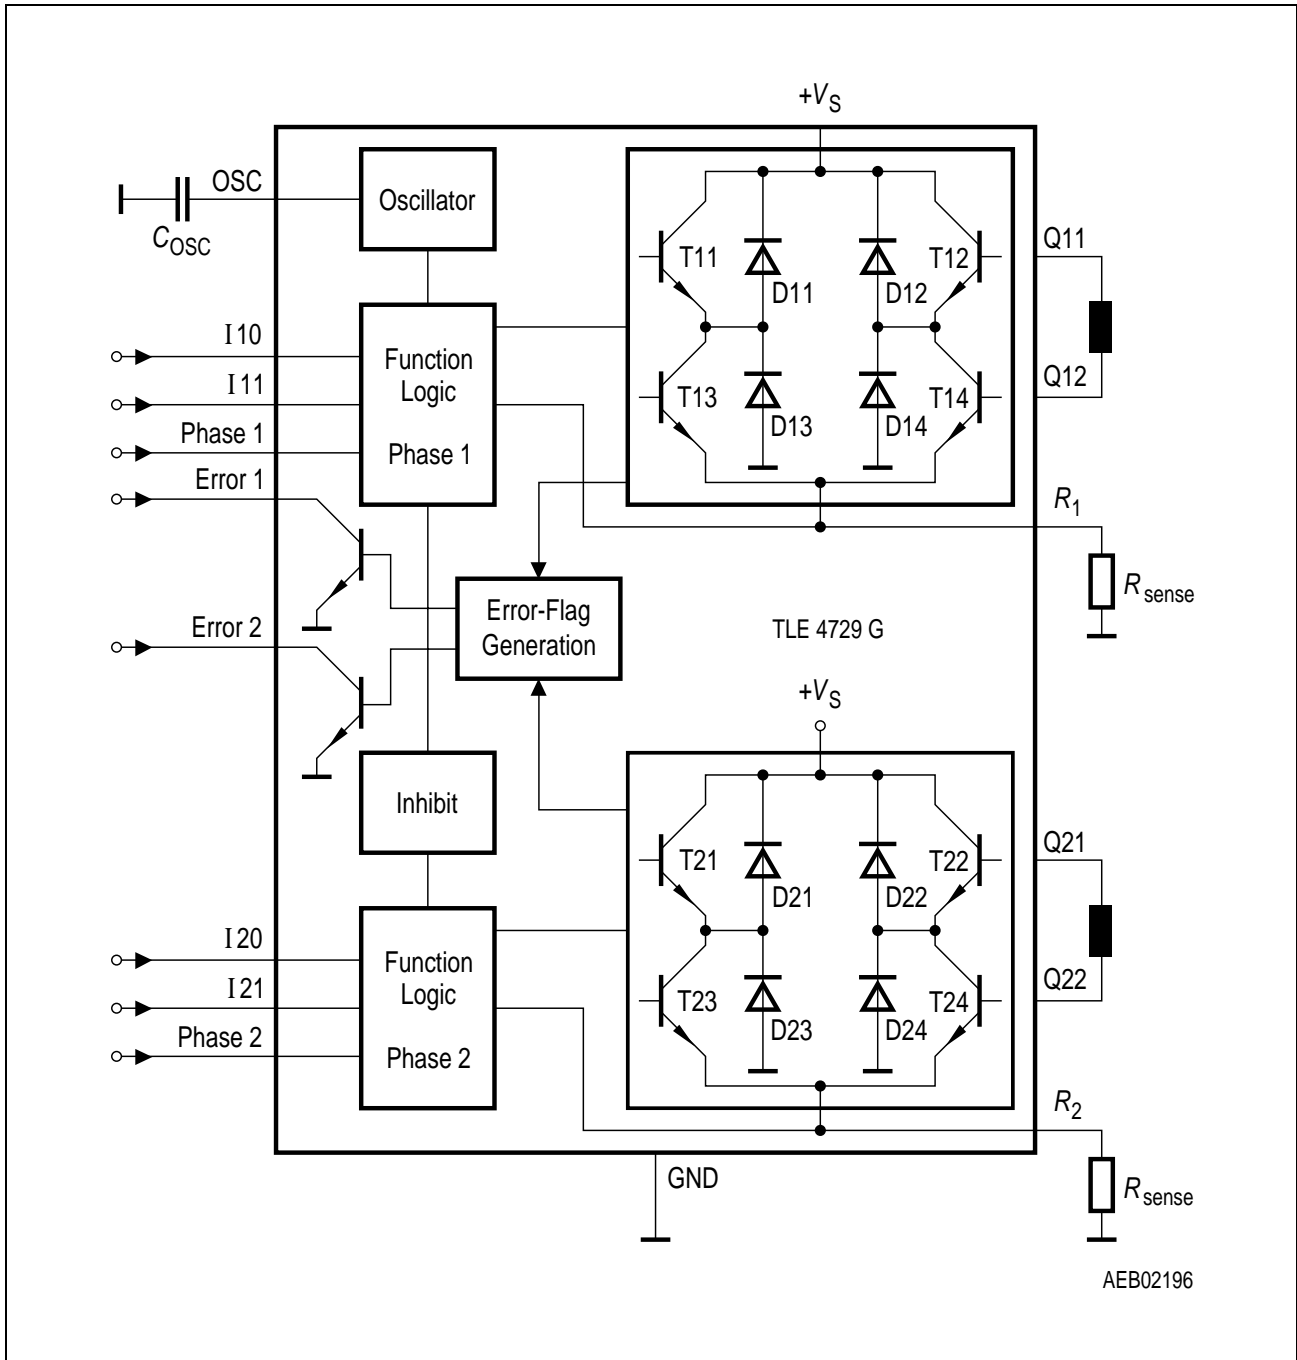 +VS
OSC
COSC
Oscillator
T11
D11
D12
T12
Q11
I10
I11
Phase 1
Error 1
Function
Logic
Phase 1
T13
D13
D14
T14
Q12
R1
Rsense
Error-Flag
Generation
TLE 4729 G
Error 2
+VS
Inhibit
T21
D21
D22
T22
Q21
I20
I21
Phase 2
Function
Logic
Phase 2
T23
D23
D24
T24
Q22
R2
Rsense
GND
AEB02196